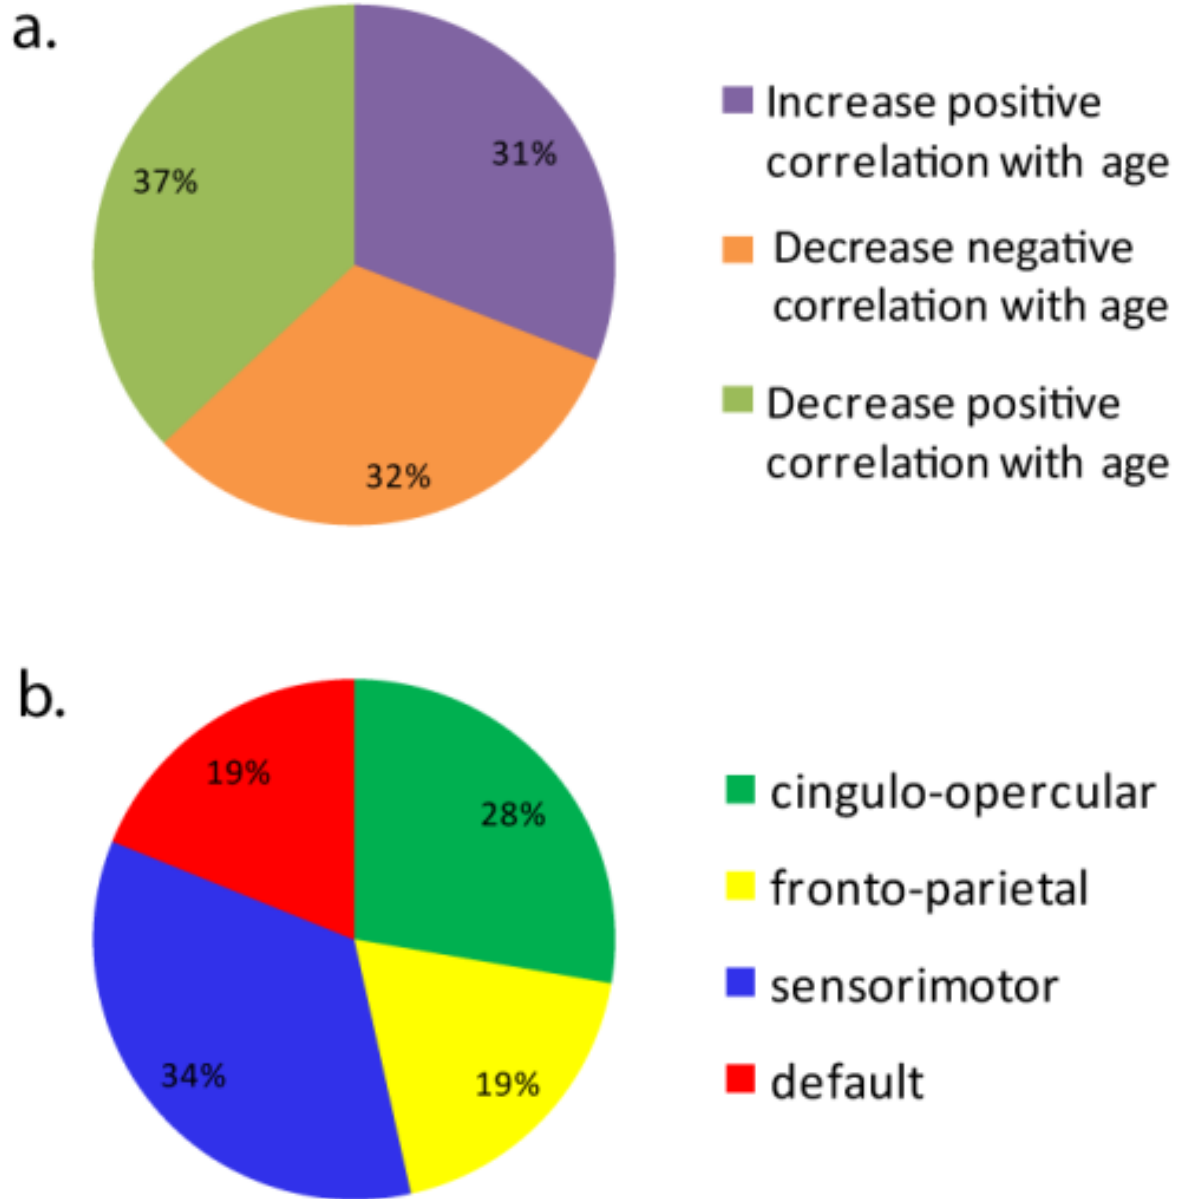 a.
31%
37%
32%
Increase positive
correlation with age
Decrease negative
correlation with age
Decrease positive
correlation with age
b.
19%
28%
34%
19%
cingulo-opercular
fronto-parietal
sensorimotor
default